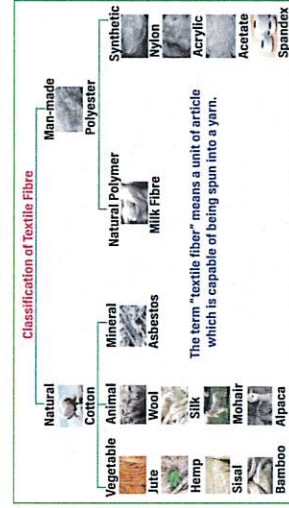 Classification of Textile Fibre
Natural
Cotton
Man-made
Polyester
Vegetable
Jute
Hemp
Sisal
Bamboo
Animal
Wool
Silk
Mohair
Alpaca
Mineral
Asbestos
Natural Polymer
Milk Fibre
Synthetic
Nylon
Acrylic
Acetate
Spandex
The term "textile fiber" means a unit of article
which is capable of being spun into a yarn.